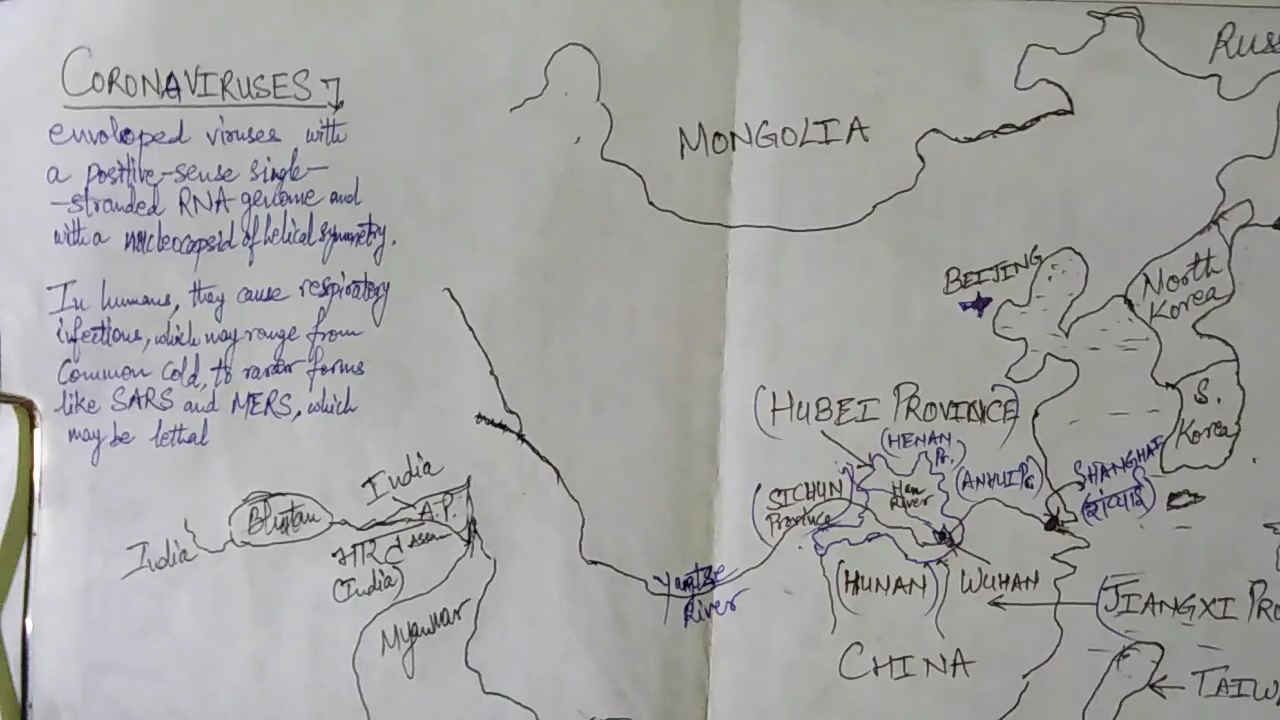 CORONAVIRUSES
enveloped viruses with
a positive-sense single-
-stranded RNA genome and
with a nucleocapsid of helical symmetry.
In humans, they cause respiratory
infections, which may range from
Common Cold, to rarer forms
like SARS and MERS, which
may be lethal
Russ
MONGOLIA
BEIJING
North
Korea
S.
Korea
(HUBEI PROVINCE)
(HENAN
Pr.)
(ANHUI Pr.)
SHANGHAI
(शंघाई)
(SICHUN
Province)
Han
River
India
A.P.
Bhutan
India
Assam
(India)
Yangtse
River
(HUNAN)
WUHAN
(JIANGXI PRO
Myanmar
CHINA
TAIW